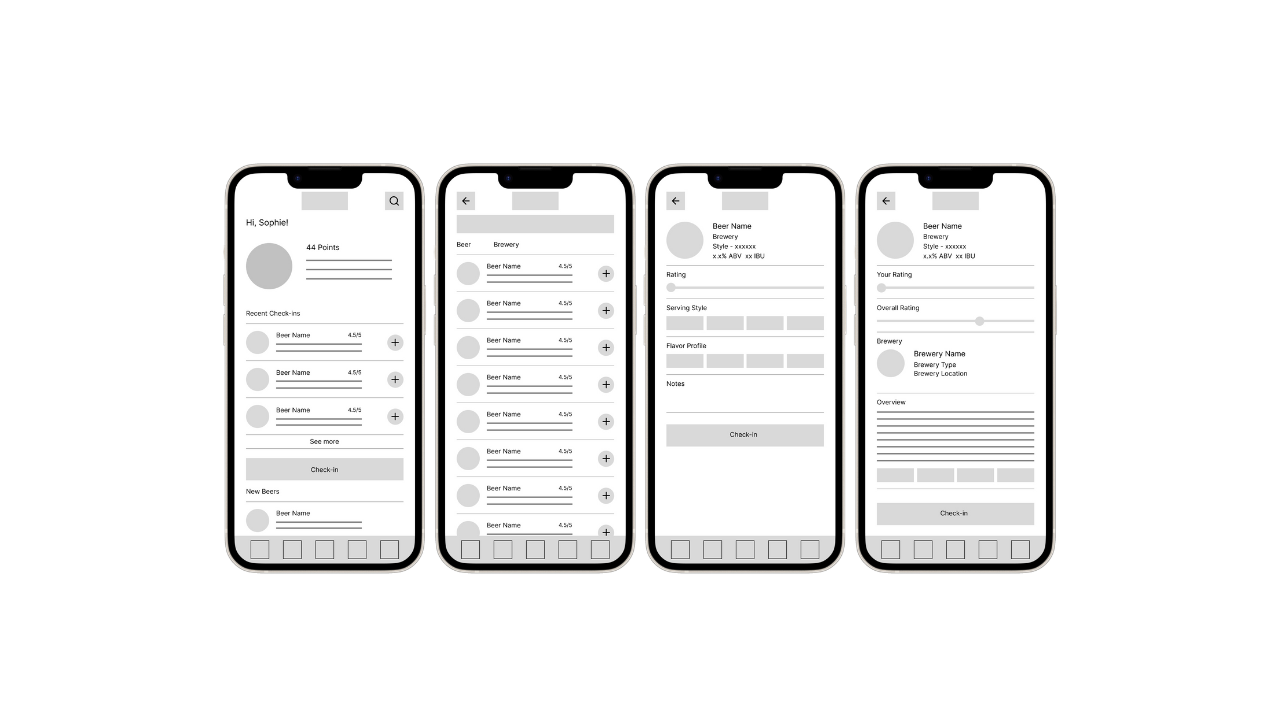 Hi, Sophie!
44 Points
Recent Check-ins
Beer Name 4.5/5
Beer Name 4.5/5
Beer Name 4.5/5
See more
Check-in
New Beers
Beer Name
Beer Brewery
Beer Name 4.5/5
Beer Name 4.5/5
Beer Name 4.5/5
Beer Name 4.5/5
Beer Name 4.5/5
Beer Name 4.5/5
Beer Name 4.5/5
Beer Name 4.5/5
Beer Name
Brewery
Style - xxxxxx
x.x% ABV xx IBU
Rating
Serving Style
Flavor Profile
Notes
Check-in
Beer Name
Brewery
Style - xxxxxx
x.x% ABV xx IBU
Your Rating
Overall Rating
Brewery
Brewery Name
Brewery Type
Brewery Location
Overview
Check-in